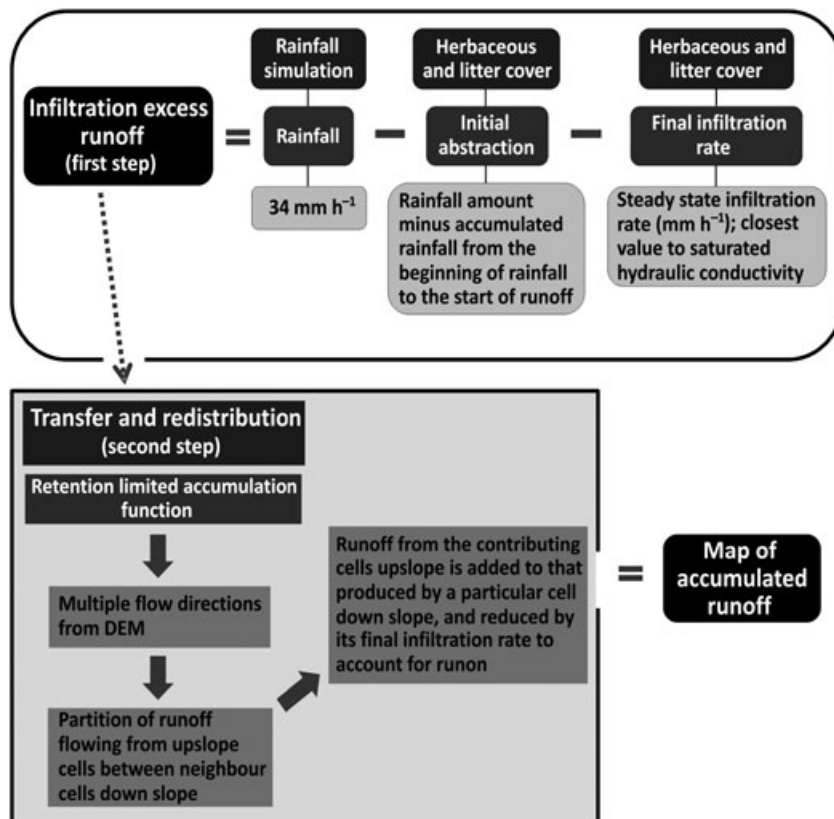 Infiltration excess
runoff
(first step)
=
Rainfall
simulation
Rainfall
34 mm h⁻¹
–
Herbaceous
and litter cover
Initial
abstraction
Rainfall amount
minus accumulated
rainfall from the
beginning of rainfall
to the start of runoff
–
Herbaceous and
litter cover
Final infiltration
rate
Steady state infiltration
rate (mm h⁻¹); closest
value to saturated
hydraulic conductivity
Transfer and redistribution
(second step)
Retention limited accumulation
function
Multiple flow directions
from DEM
Partition of runoff
flowing from upslope
cells between neighbour
cells down slope
Runoff from the contributing
cells upslope is added to that
produced by a particular cell
down slope, and reduced by
its final infiltration rate to
account for runon
=
Map of
accumulated
runoff